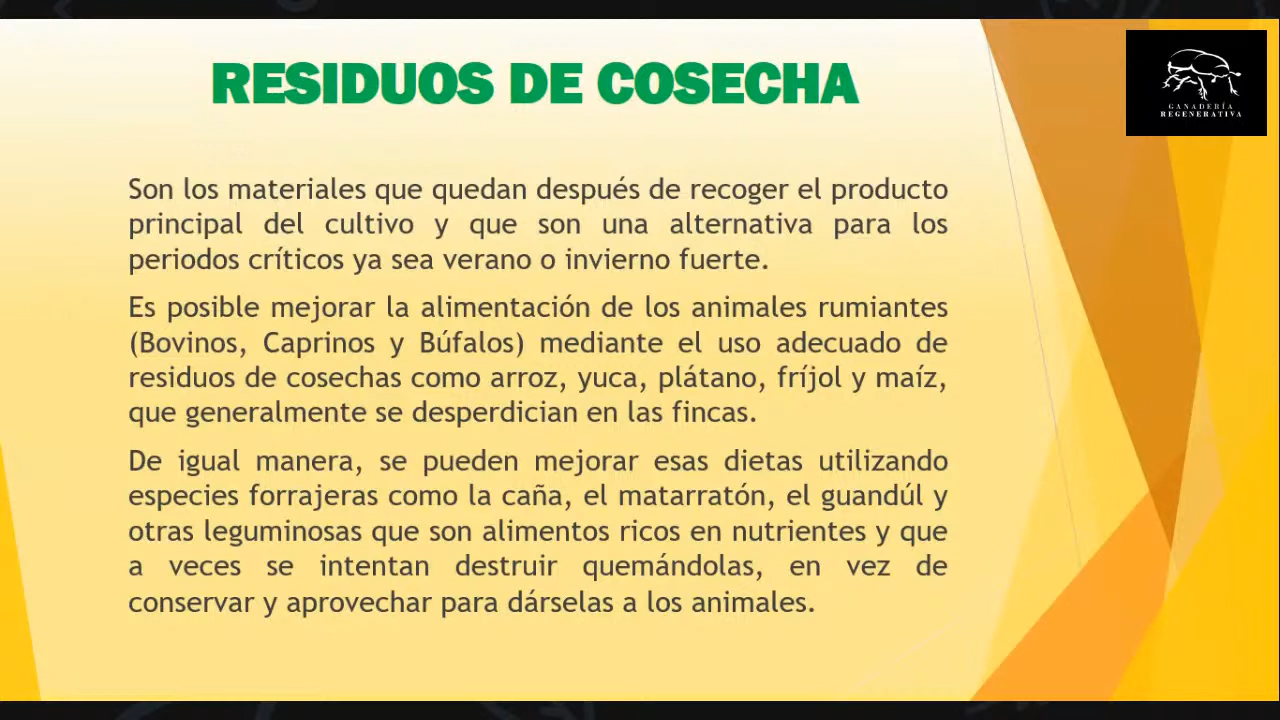 RESIDUOS DE COSECHA
GANADERÍA
REGENERATIVA
Son los materiales que quedan después de recoger el producto
principal del cultivo y que son una alternativa para los
periodos críticos ya sea verano o invierno fuerte.
Es posible mejorar la alimentación de los animales rumiantes
(Bovinos, Caprinos y Búfalos) mediante el uso adecuado de
residuos de cosechas como arroz, yuca, plátano, fríjol y maíz,
que generalmente se desperdician en las fincas.
De igual manera, se pueden mejorar esas dietas utilizando
especies forrajeras como la caña, el matarratón, el guandúl y
otras leguminosas que son alimentos ricos en nutrientes y que
a veces se intentan destruir quemándolas, en vez de
conservar y aprovechar para dárselas a los animales.